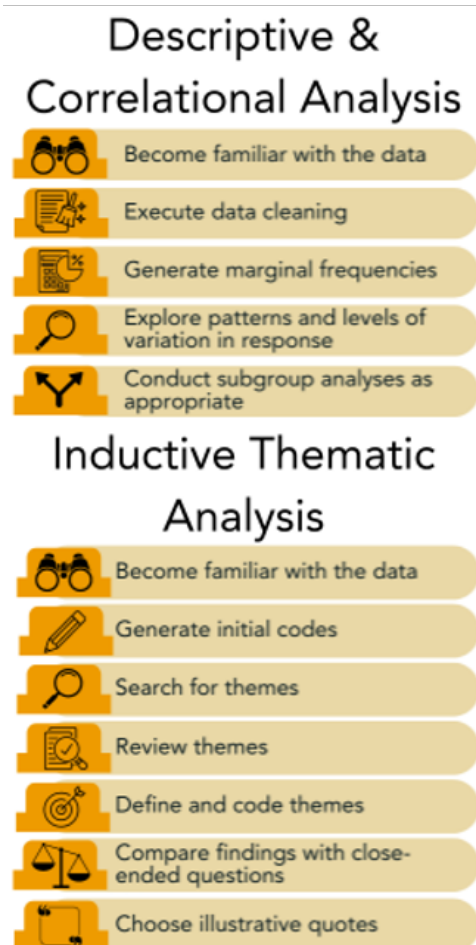 Descriptive &
Correlational Analysis
Become familiar with the data
Execute data cleaning
Generate marginal frequencies
Explore patterns and levels of
variation in response
Conduct subgroup analyses as
appropriate
Inductive Thematic
Analysis
Become familiar with the data
Generate initial codes
Search for themes
Review themes
Define and code themes
Compare findings with close-
ended questions
Choose illustrative quotes